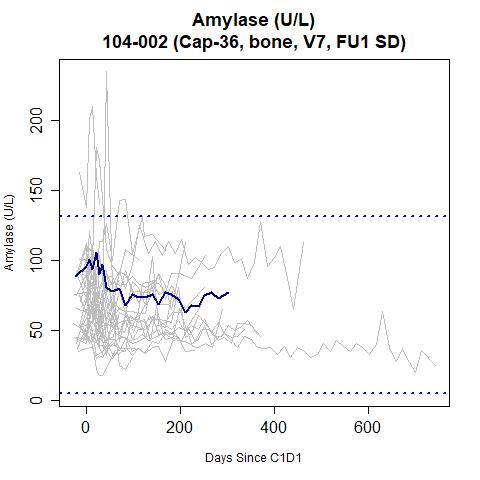 Amylase (U/L)
104-002 (Cap-36, bone, V7, FU1 SD)
Amylase (U/L)
200
150
100
50
0
0 200 400 600
Days Since C1D1